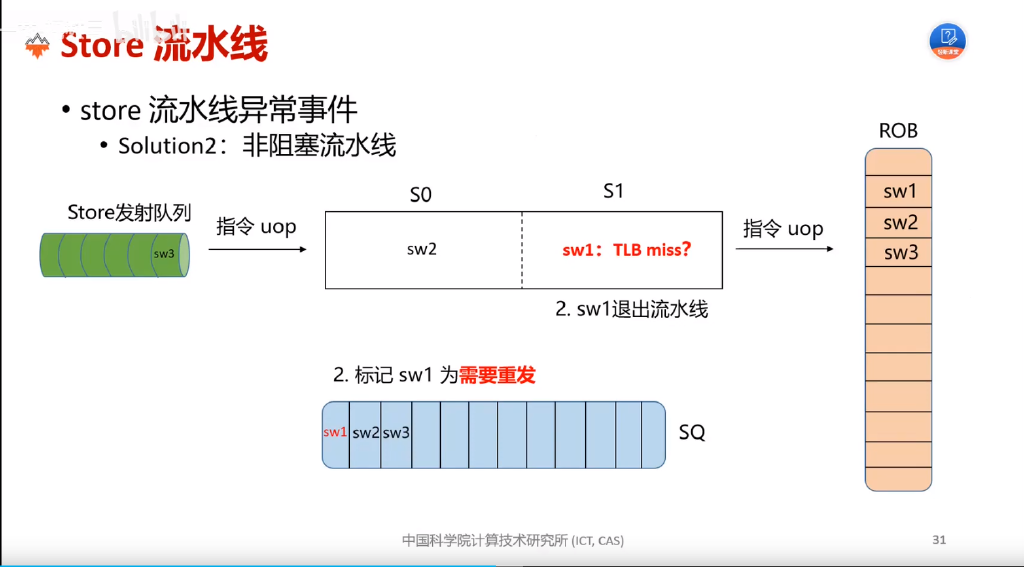 Store 流水线
• store 流水线异常事件
• Solution2：非阻塞流水线
ROB
S0
S1
Store发射队列
指令 uop
指令 uop
sw3
sw2
sw1：TLB miss?
sw1
sw2
sw3
2. sw1退出流水线
2. 标记 sw1 为需要重发
sw1
sw2
sw3
SQ
中国科学院计算技术研究所 (ICT, CAS)
31